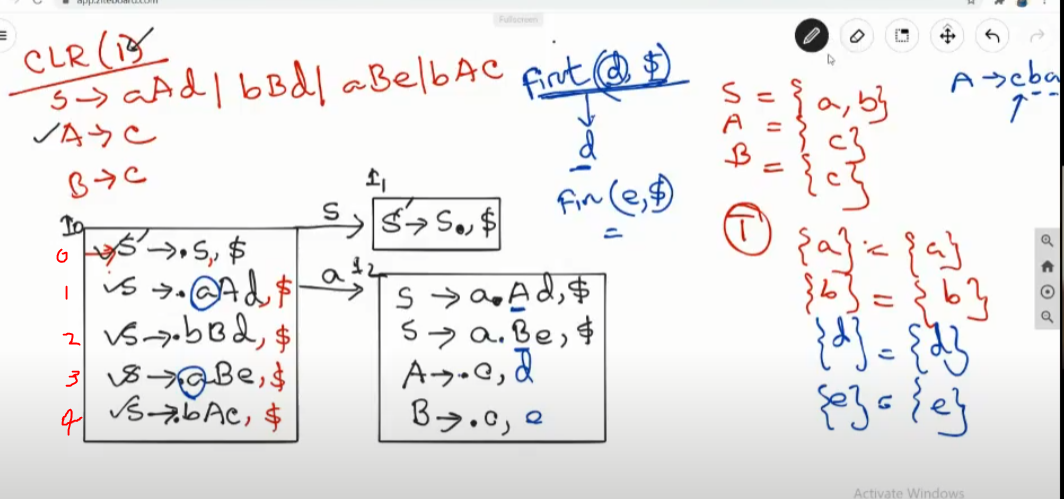 app.ziteboard.com
Fullscreen
CLR(1)
S → aAd | bBd | aBe | bAc
A → c
B → c
first (d, $)
d
Fin (e, $)
=
S = { a, b}
A = { c}
B = { c}
A → cba
T
{a} = {a}
{b} = {b}
{d} = {d}
{e} = {e}
I0
0 S' → .S, $
1 S → .aAd, $
2 S → .bBd, $
3 S → .aBe, $
4 S → .bAc, $
S
I1
S' → S., $
a
I2
S → a.Ad, $
S → a.Be, $
A → .c, d
B → .c, e
Activate Windows